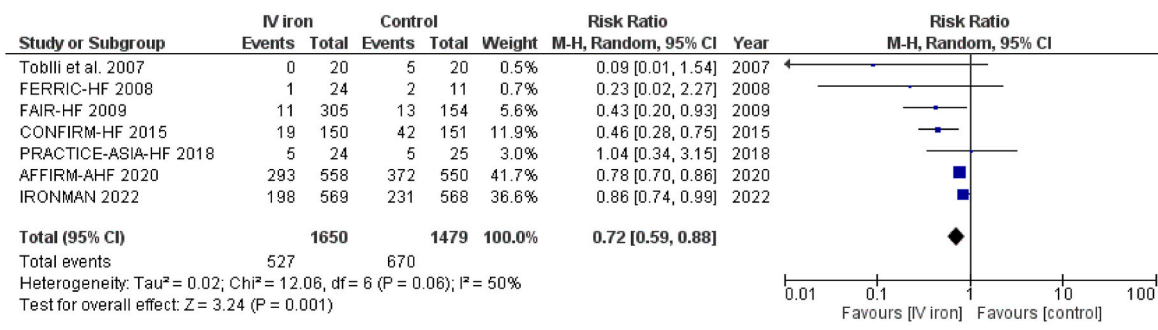 IV iron Control Risk Ratio Risk Ratio
Study or Subgroup Events Total Events Total Weight M-H, Random, 95% CI Year M-H, Random, 95% CI
Toblli et al. 2007 0 20 5 20 0.5% 0.09 [0.01, 1.54] 2007
FERRIC-HF 2008 1 24 2 11 0.7% 0.23 [0.02, 2.27] 2008
FAIR-HF 2009 11 305 13 154 5.6% 0.43 [0.20, 0.93] 2009
CONFIRM-HF 2015 19 150 42 151 11.9% 0.46 [0.28, 0.75] 2015
PRACTICE-ASIA-HF 2018 5 24 5 25 3.0% 1.04 [0.34, 3.15] 2018
AFFIRM-AHF 2020 293 558 372 550 41.7% 0.78 [0.70, 0.86] 2020
IRONMAN 2022 198 569 231 568 36.6% 0.86 [0.74, 0.99] 2022
Total (95% CI) 1650 1479 100.0% 0.72 [0.59, 0.88]
Total events 527 670
Heterogeneity: Tau² = 0.02; Chi² = 12.06, df = 6 (P = 0.06); I² = 50%
Test for overall effect: Z = 3.24 (P = 0.001)
0.01 0.1 1 10 100
Favours [IV iron] Favours [control]